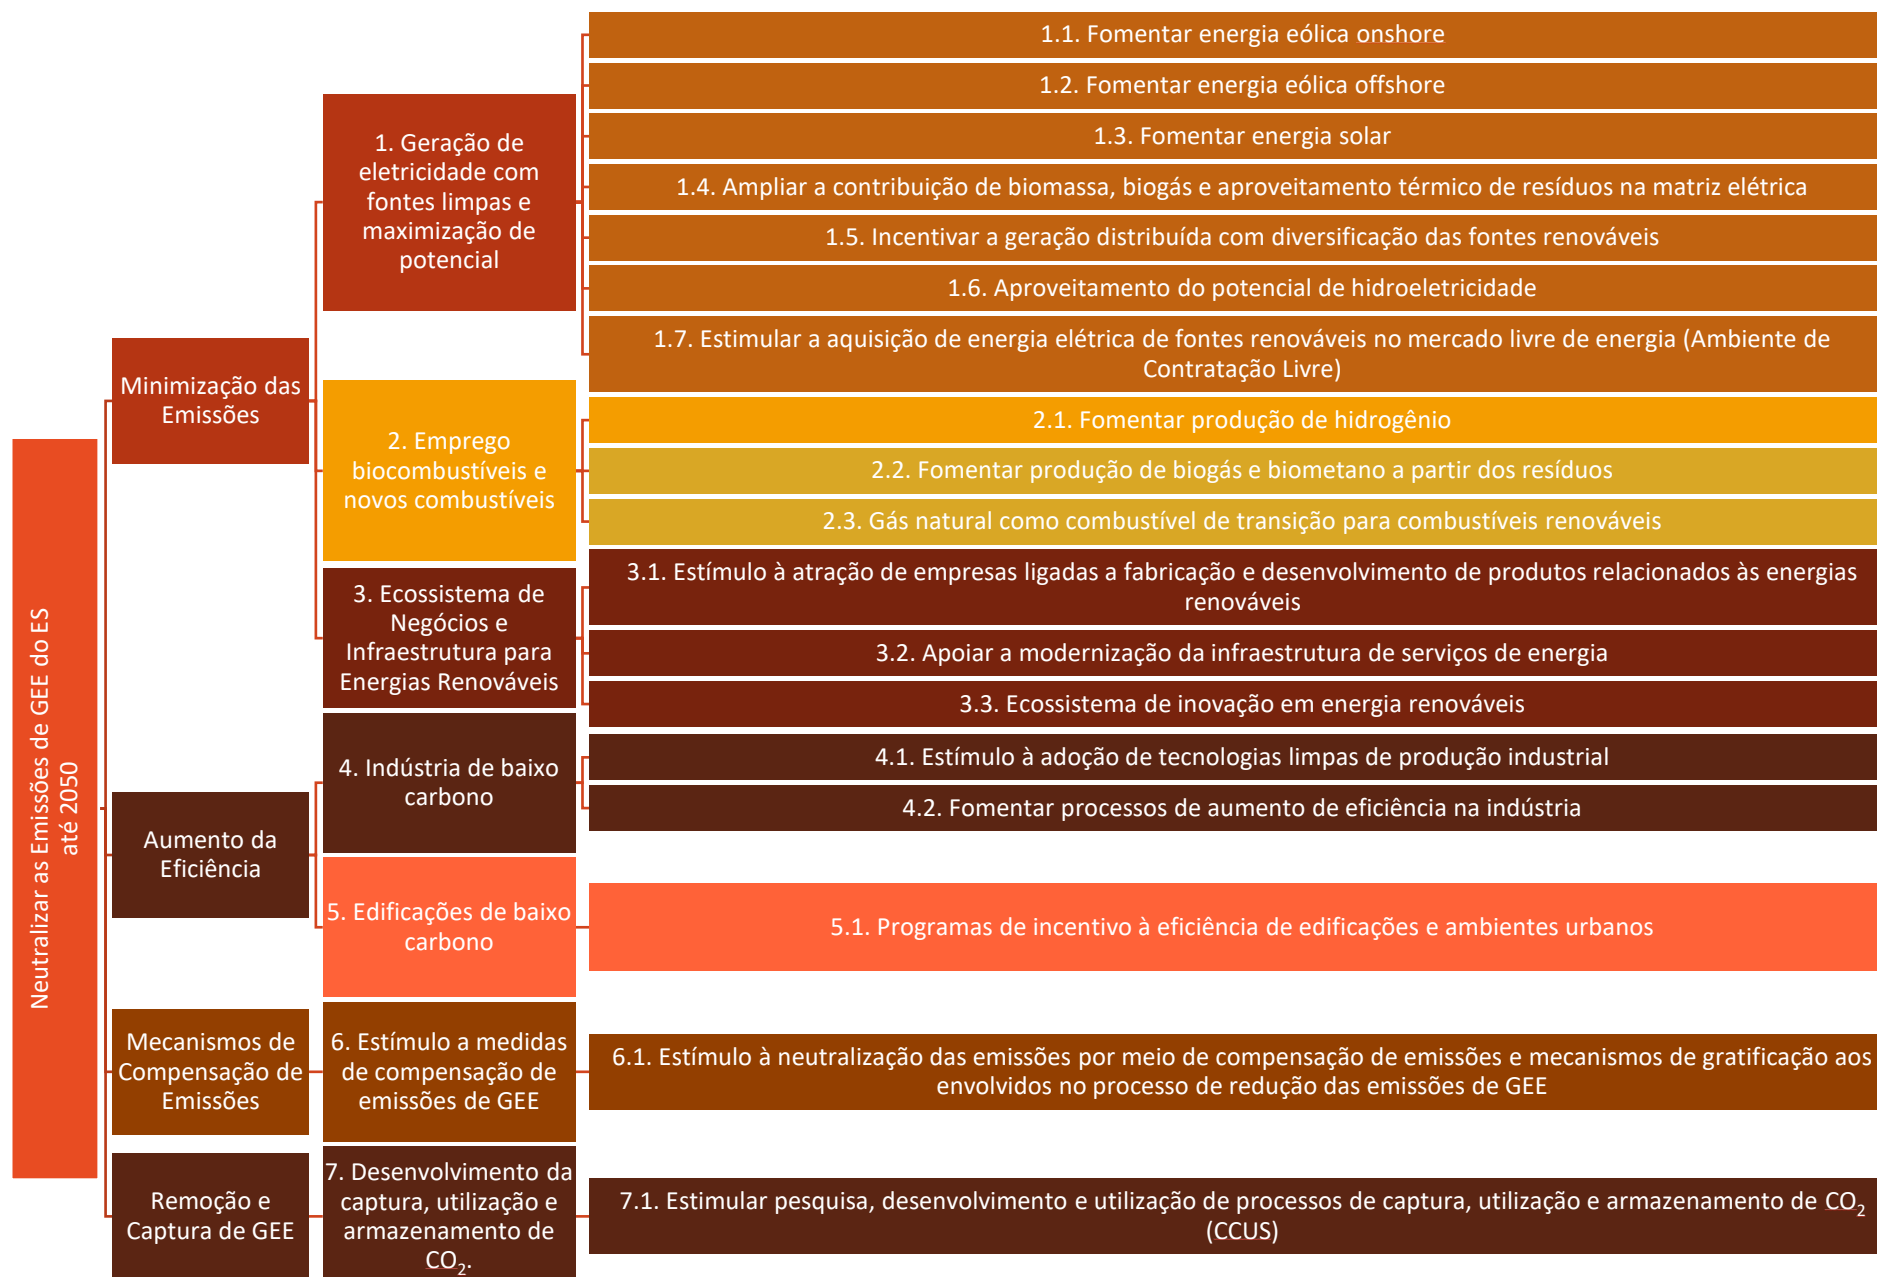 Neutralizar as Emissões de GEE do ES
até 2050
Minimização das
Emissões
1. Geração de
eletricidade com
fontes limpas e
maximização de
potencial
1.1. Fomentar energia eólica onshore
1.2. Fomentar energia eólica offshore
1.3. Fomentar energia solar
1.4. Ampliar a contribuição de biomassa, biogás e aproveitamento térmico de resíduos na matriz elétrica
1.5. Incentivar a geração distribuída com diversificação das fontes renováveis
1.6. Aproveitamento do potencial de hidroeletricidade
1.7. Estimular a aquisição de energia elétrica de fontes renováveis no mercado livre de energia (Ambiente de
Contratação Livre)
2. Emprego
biocombustíveis e
novos combustíveis
2.1. Fomentar produção de hidrogênio
2.2. Fomentar produção de biogás e biometano a partir dos resíduos
2.3. Gás natural como combustível de transição para combustíveis renováveis
3. Ecossistema de
Negócios e
Infraestrutura para
Energias Renováveis
3.1. Estímulo à atração de empresas ligadas a fabricação e desenvolvimento de produtos relacionados às energias
renováveis
3.2. Apoiar a modernização da infraestrutura de serviços de energia
3.3. Ecossistema de inovação em energia renováveis
Aumento da
Eficiência
4. Indústria de baixo
carbono
4.1. Estímulo à adoção de tecnologias limpas de produção industrial
4.2. Fomentar processos de aumento de eficiência na indústria
5. Edificações de baixo
carbono
5.1. Programas de incentivo à eficiência de edificações e ambientes urbanos
Mecanismos de
Compensação de
Emissões
6. Estímulo a medidas
de compensação de
emissões de GEE
6.1. Estímulo à neutralização das emissões por meio de compensação de emissões e mecanismos de gratificação aos
envolvidos no processo de redução das emissões de GEE
Remoção e
Captura de GEE
7. Desenvolvimento da
captura, utilização e
armazenamento de
CO₂.
7.1. Estimular pesquisa, desenvolvimento e utilização de processos de captura, utilização e armazenamento de CO₂
(CCUS)